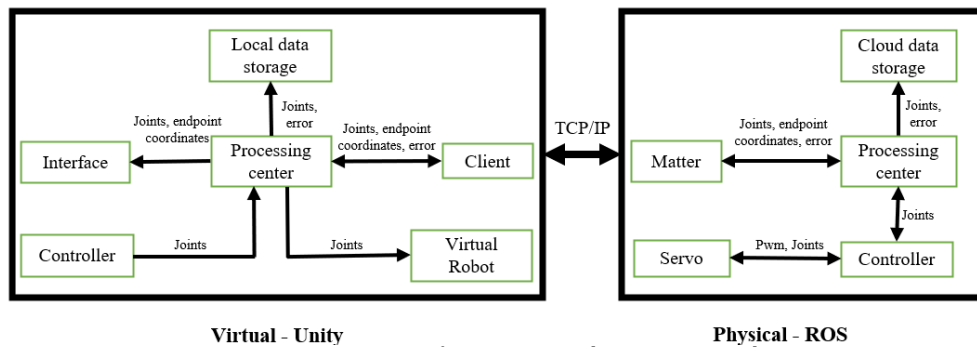 Local data
storage
Joints,
error
Joints, endpoint
coordinates
Interface
Processing
center
Joints, endpoint
coordinates, error
Client
Controller
Joints
Joints
Virtual
Robot
Virtual - Unity
TCP/IP
Cloud data
storage
Joints,
error
Joints, endpoint
coordinates, error
Matter
Processing
center
Joints
Servo
Pwm, Joints
Controller
Physical - ROS